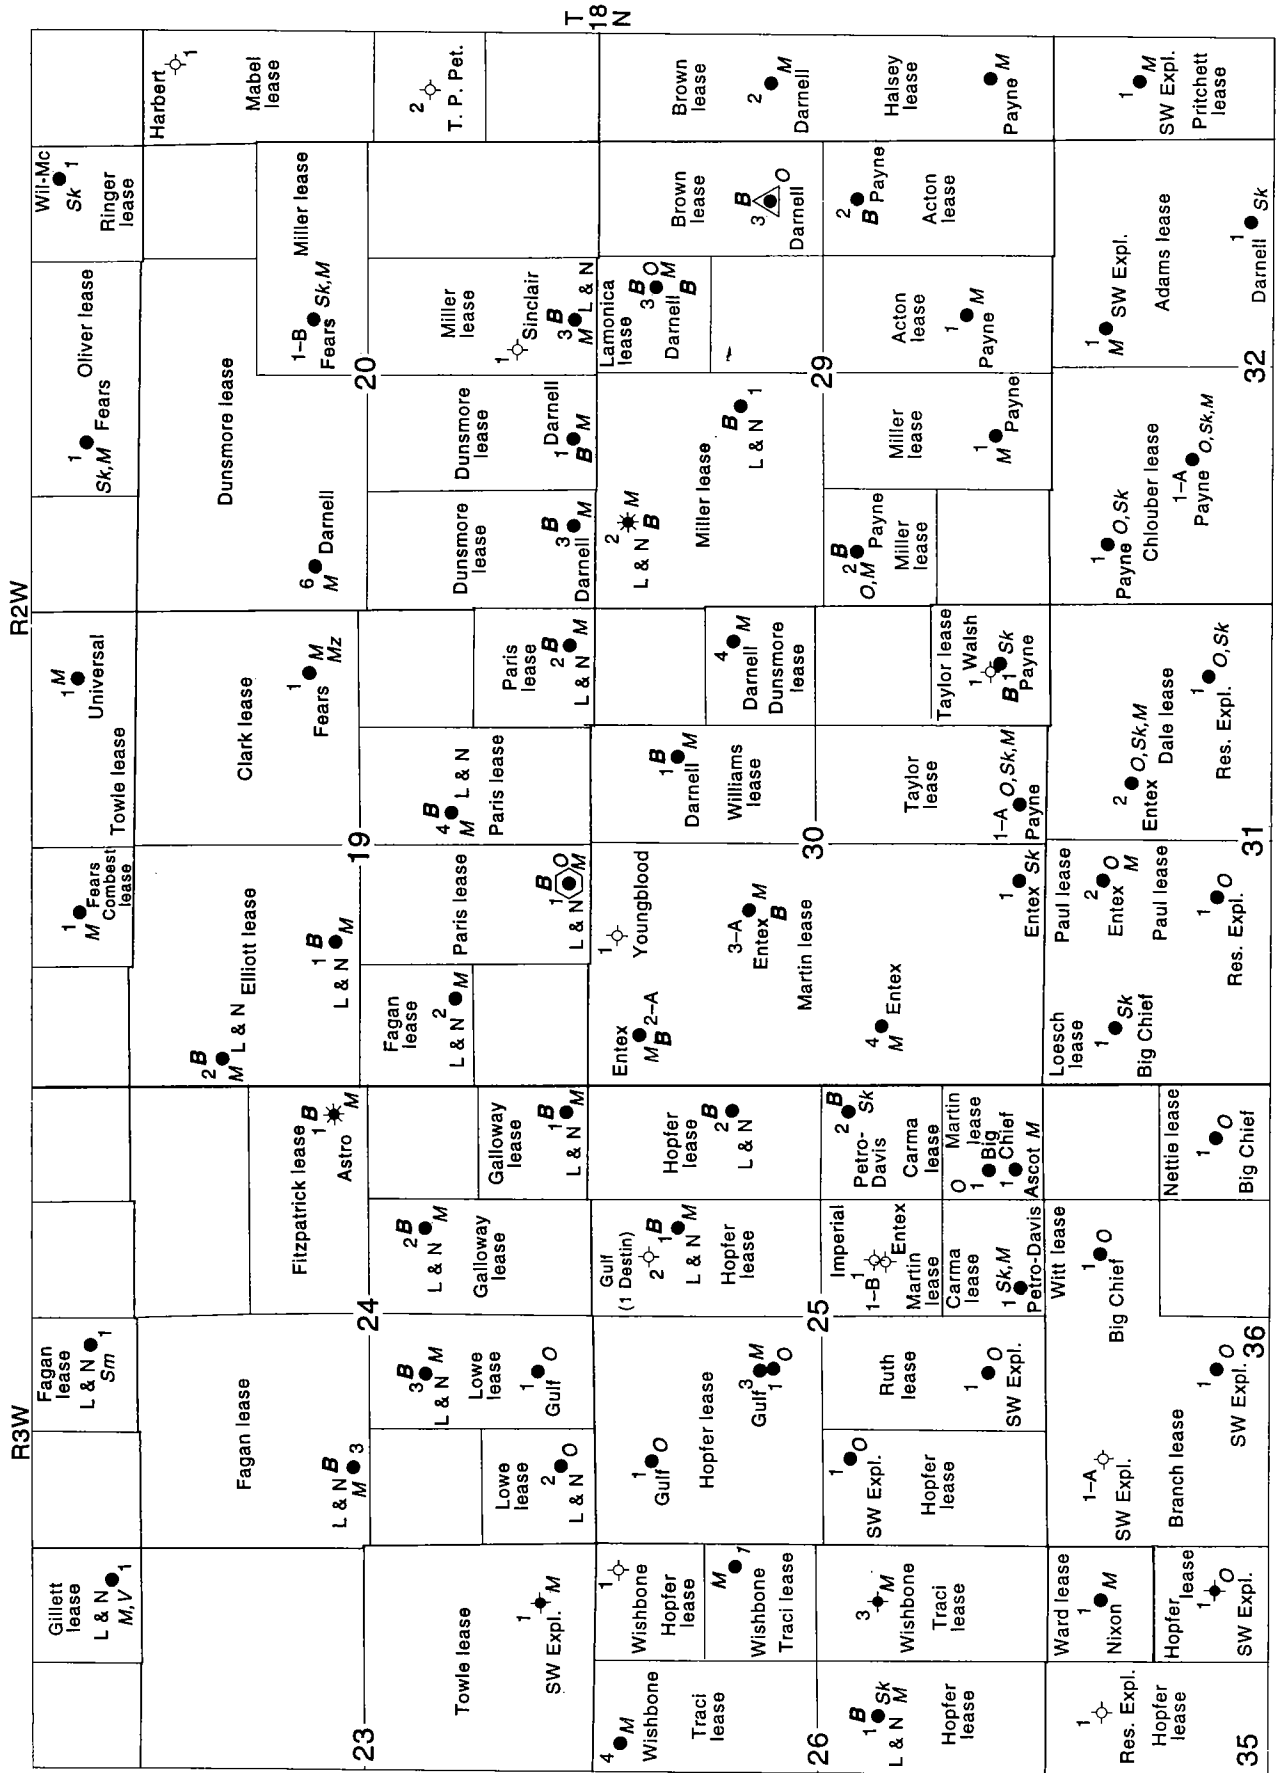 R3W
R2W
T
18
N
Gillett
lease
L & N
M,V 1
Fagan
lease
L & N
Sm 1
1
M Fears
Combest
lease
1 M
Universal
Towle lease
1
Sk,M Fears
Oliver lease
Wil-Mc
Sk 1
Ringer
lease
Fagan lease
L & N B
M 3
Fitzpatrick lease
1 B
M
Astro
2 B
M L & N
Elliott lease
1 B
L & N M
Clark lease
1 M
Fears Mz
Dunsmore lease
6
M Darnell
Miller lease
1-B
Fears Sk,M
Harbert
1
Mabel
lease
23
24
19
20
Towle lease
1
SW Expl. M
Lowe
lease
2
L & N O
3 B
L & N M
Lowe
lease
1
Gulf O
2 B
L & N M
Galloway
lease
Galloway
lease
1 B
L & N M
Fagan
lease
2
L & N M
Paris lease
1 B
O
L & N M
4 B
M L & N
Paris lease
Paris
lease
2 B
L & N M
Dunsmore
lease
3 B
Darnell M
Dunsmore
lease
1 Darnell
B M
Miller
lease
1 Sinclair
3 B
M L & N
2
T. P. Pet.
4
M
Wishbone
Traci
lease
1
Wishbone
Hopfer
lease
M
1
Wishbone
Traci lease
1
Gulf O
Hopfer lease
3 M
Gulf
1 O
Gulf
(1 Destin)
2
1 B
L & N M
Hopfer
lease
Hopfer
lease
2 B
L & N
Entex
M 2-A
B
1
Youngblood
3-A
Entex M
B
Martin lease
1 B
Darnell
Williams
lease
4
Darnell M
Dunsmore
lease
2
L & N M
B
Miller lease
B
L & N 1
Lamonica
lease
3 B O
Darnell M
B
Brown
lease
3 B
O
Darnell
Brown
lease
2
M
Darnell
26
25
30
29
1 B
L & N Sk
M
Hopfer
lease
3
M
Wishbone
Traci
lease
1
O
SW Expl.
Hopfer
lease
Ruth
lease
1
O
SW Expl.
Imperial
1-B 1
Entex
Martin
lease
Carma
lease
1 Sk,M
Petro-Davis
2 B
Petro-
Davis Sk
Carma
lease
O Martin
lease
1 Big
Chief
1
Ascot M
4
M Entex
1
Entex Sk
Taylor
lease
1-A O,Sk,M
Payne
Taylor lease
1 Walsh
B 1 Sk
Payne
2 B
O,M Payne
Miller
lease
Miller
lease
1
M Payne
Acton
lease
1
Payne M
2
B Payne
Acton
lease
Halsey
lease
Payne M
1
Res. Expl.
Hopfer
lease
Ward lease
1
M
Nixon
Hopfer
lease
1 O
SW Expl.
1-A
SW Expl.
Branch lease
1
O
SW Expl.
Witt lease
1
O
Big Chief
Nettle lease
1
O
Big Chief
Loesch
lease
1 Sk
Big Chief
Paul lease
2
Entex O
M
Paul lease
1
O
Res. Expl.
2 O,Sk,M
Entex
Dale lease
1
O,Sk
Res. Expl.
1
Payne O,Sk
Chlouber lease
1-A
Payne O,Sk,M
1
M SW Expl.
Adams lease
1
Sk
Darnell
1
M
SW Expl.
Pritchett
lease
35
36
31
32